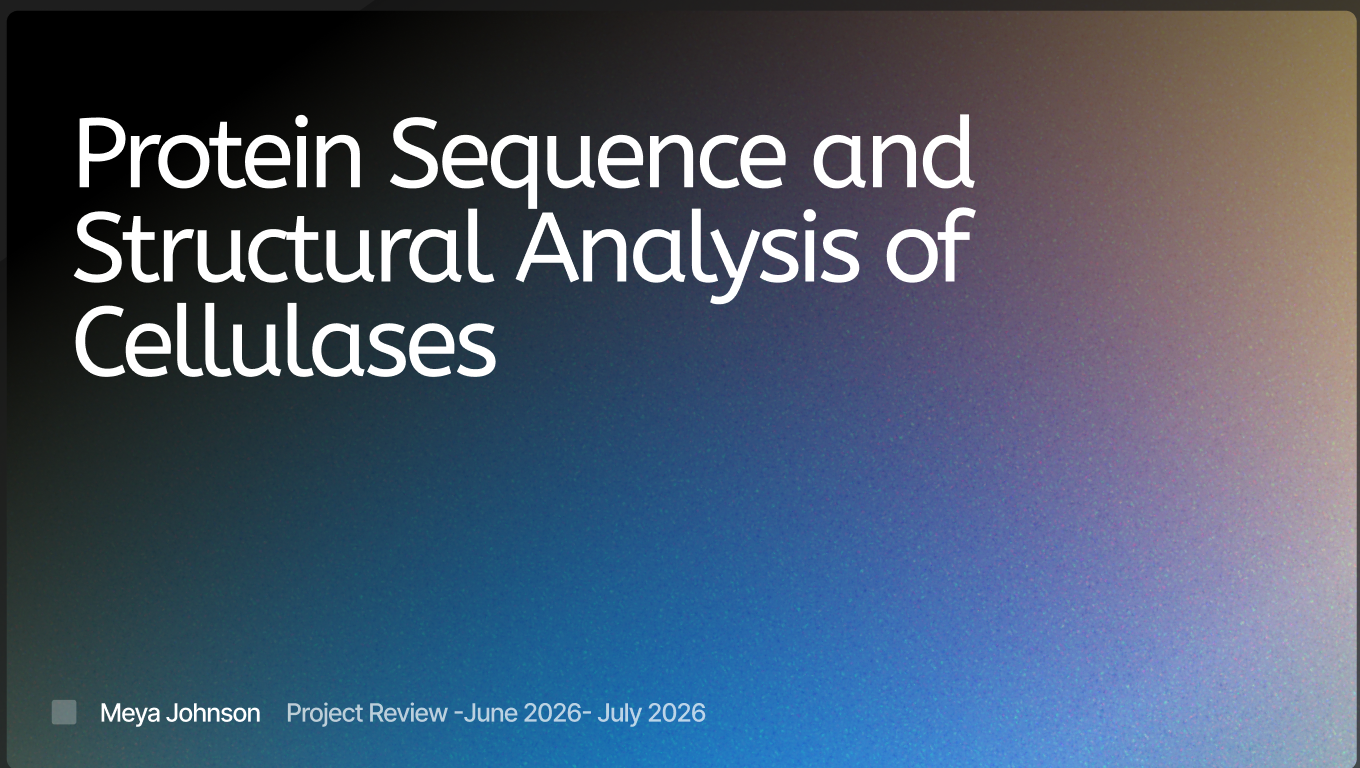 Protein Sequence and
Structural Analysis of
Cellulases
Meya Johnson Project Review -June 2026- July 2026